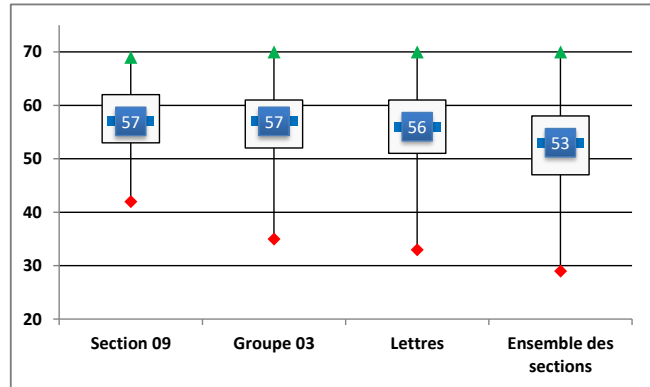 70
60
50
40
30
20
57
57
56
53
Section 09
Groupe 03
Lettres
Ensemble des
sections